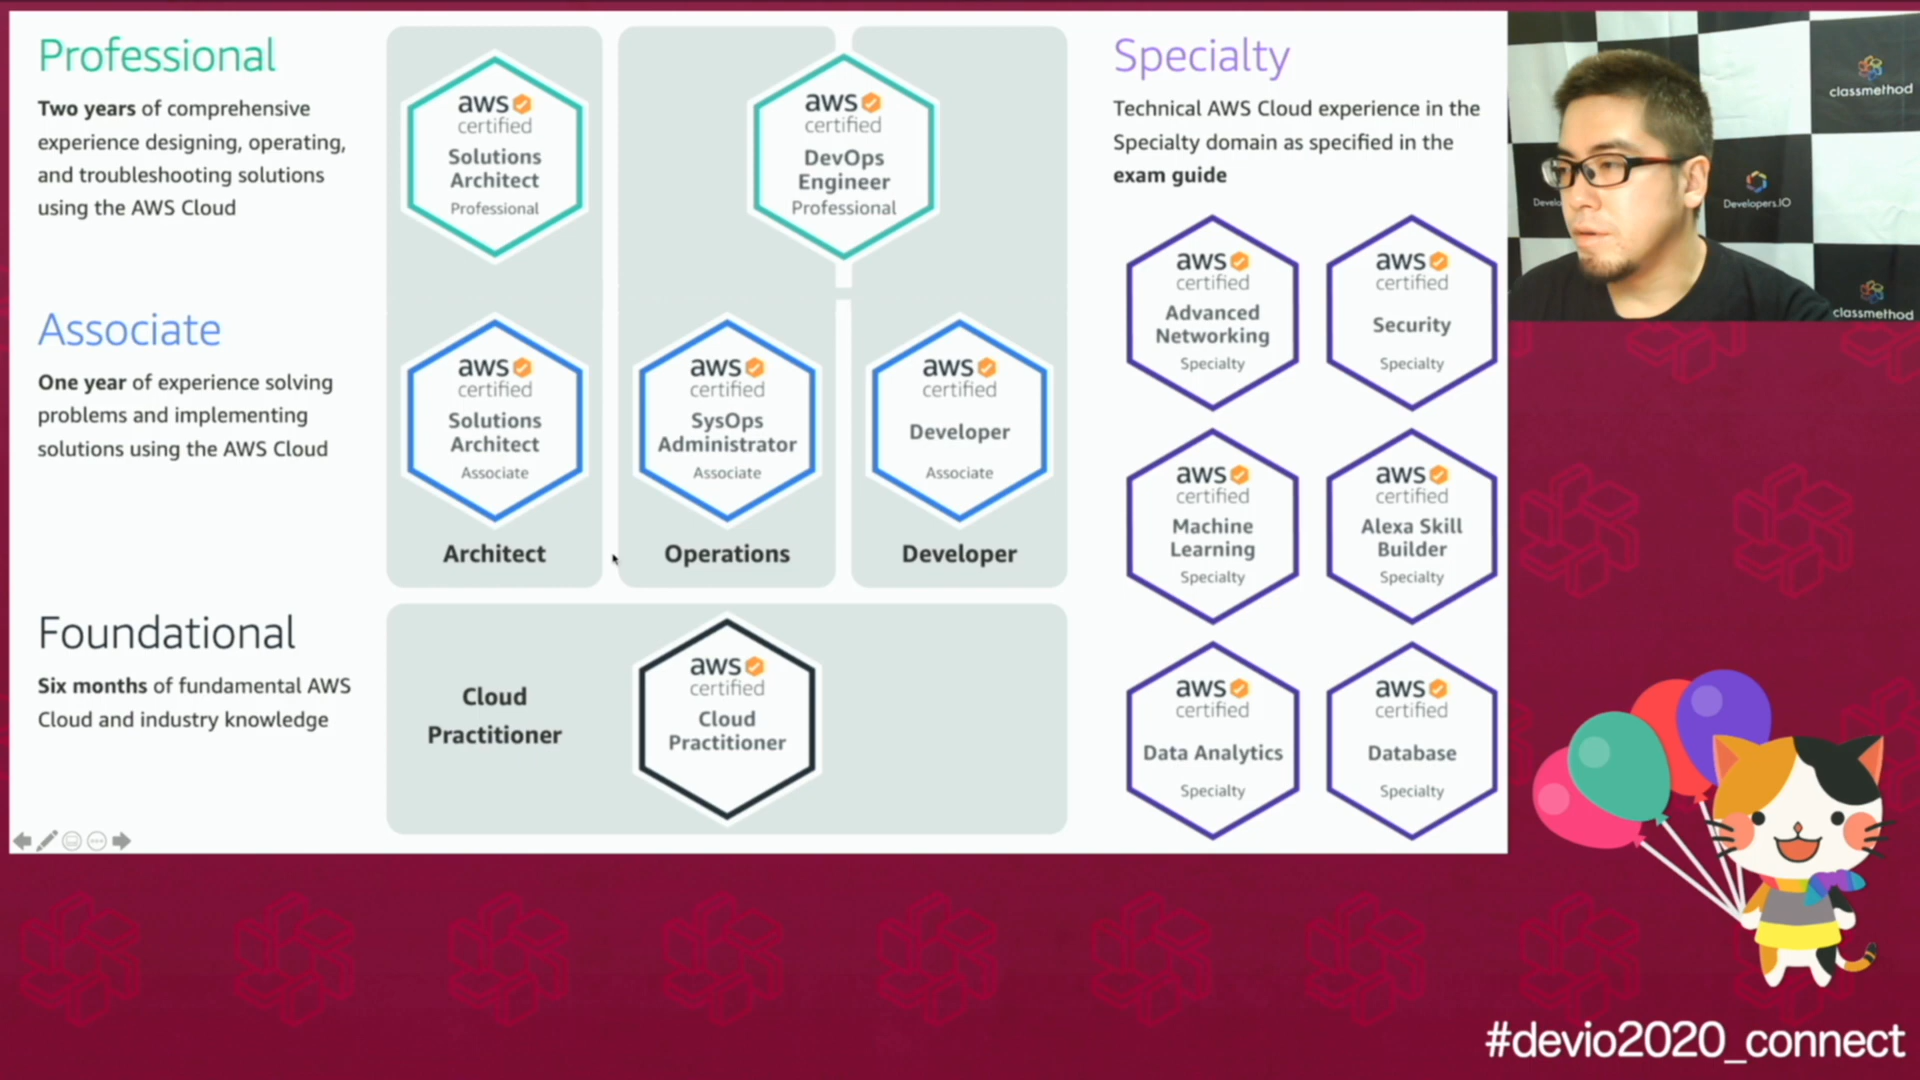 Professional
Two years of comprehensive
experience designing, operating,
and troubleshooting solutions
using the AWS Cloud
aws
certified
Solutions
Architect
Professional
aws
certified
DevOps
Engineer
Professional
Associate
One year of experience solving
problems and implementing
solutions using the AWS Cloud
aws
certified
Solutions
Architect
Associate
Architect
aws
certified
SysOps
Administrator
Associate
Operations
aws
certified
Developer
Associate
Developer
Foundational
Six months of fundamental AWS
Cloud and industry knowledge
Cloud
Practitioner
aws
certified
Cloud
Practitioner
Specialty
Technical AWS Cloud experience in the
Specialty domain as specified in the
exam guide
aws
certified
Advanced
Networking
Specialty
aws
certified
Security
Specialty
aws
certified
Machine
Learning
Specialty
aws
certified
Alexa Skill
Builder
Specialty
aws
certified
Data Analytics
Specialty
aws
certified
Database
Specialty
classmethod
Develo
Developers.IO
classmethod
#devio2020_connect